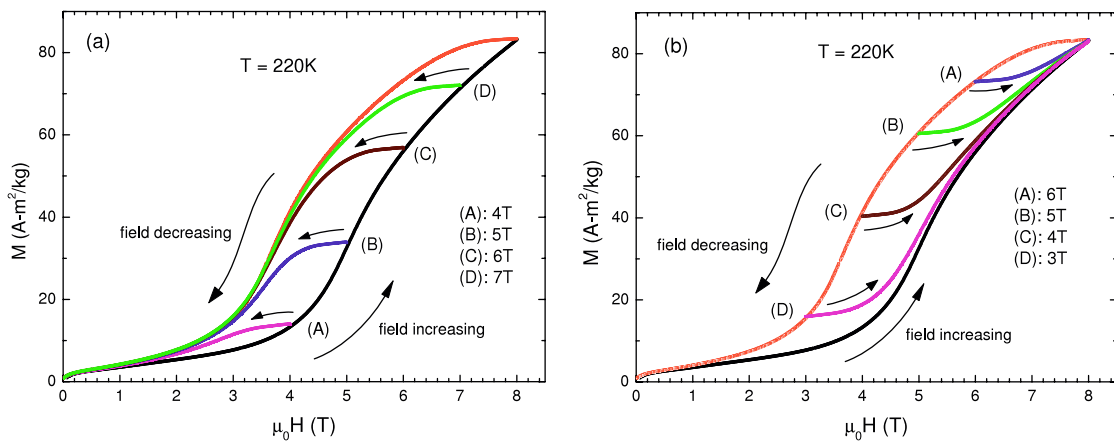 (a)
T = 220K
(D)
(C)
(B)
(A)
field decreasing
field increasing
(A): 4T
(B): 5T
(C): 6T
(D): 7T
M (A-m²/kg)
80
60
40
20
0
0 1 2 3 4 5 6 7 8
μ₀H (T)
(b)
T = 220K
(A)
(B)
(C)
(D)
field decreasing
field increasing
(A): 6T
(B): 5T
(C): 4T
(D): 3T
M (A-m²/kg)
80
60
40
20
0
0 1 2 3 4 5 6 7 8
μ₀H (T)